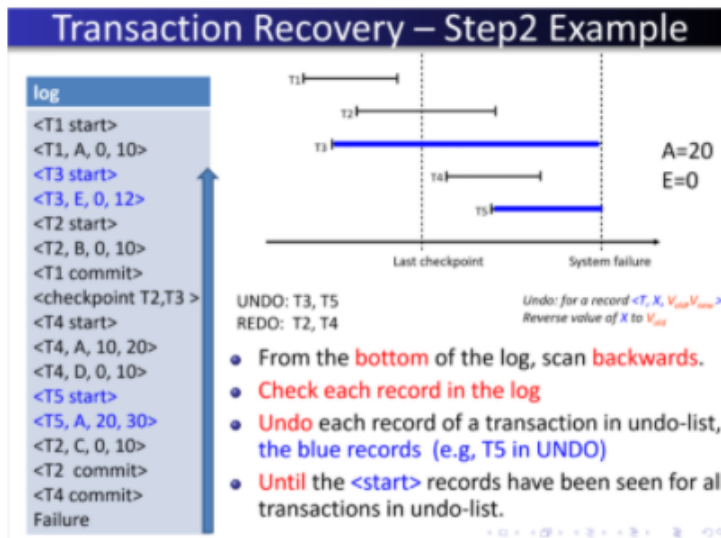 Transaction Recovery – Step2 Example
log
<T1 start>
<T1, A, 0, 10>
<T3 start>
<T3, E, 0, 12>
<T2 start>
<T2, B, 0, 10>
<T1 commit>
<checkpoint T2,T3 >
<T4 start>
<T4, A, 10, 20>
<T4, D, 0, 10>
<T5 start>
<T5, A, 20, 30>
<T2, C, 0, 10>
<T2 commit>
<T4 commit>
Failure
T1
T2
T3
T4
T5
A=20
E=0
Last checkpoint
System failure
UNDO: T3, T5
REDO: T2, T4
Undo: for a record <T, X, Vold,Vnew>
Reverse value of X to Vold
From the bottom of the log, scan backwards.
Check each record in the log
Undo each record of a transaction in undo-list,
the blue records (e.g, T5 in UNDO)
Until the <start> records have been seen for all
transactions in undo-list.